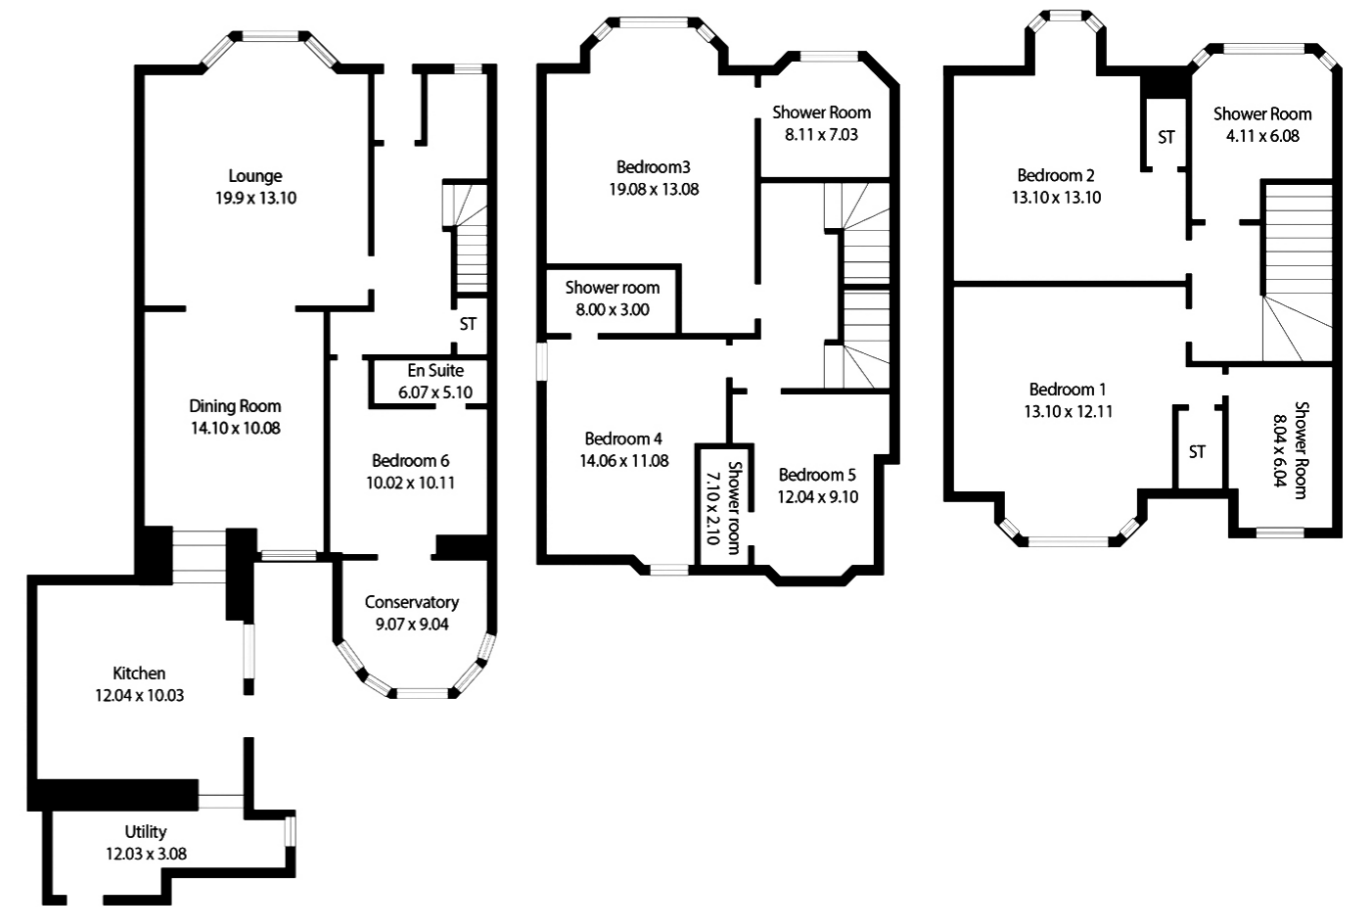 Lounge
19.9 x 13.10
ST
En Suite
6.07 x 5.10
Dining Room
14.10 x 10.08
Bedroom 6
10.02 x 10.11
Conservatory
9.07 x 9.04
Kitchen
12.04 x 10.03
Utility
12.03 x 3.08
Shower Room
8.11 x 7.03
Bedroom3
19.08 x 13.08
Shower room
8.00 x 3.00
Bedroom 4
14.06 x 11.08
Shower room
7.10 x 2.10
Bedroom 5
12.04 x 9.10
Shower Room
4.11 x 6.08
ST
Bedroom 2
13.10 x 13.10
Bedroom 1
13.10 x 12.11
ST
Shower Room
8.04 x 6.04